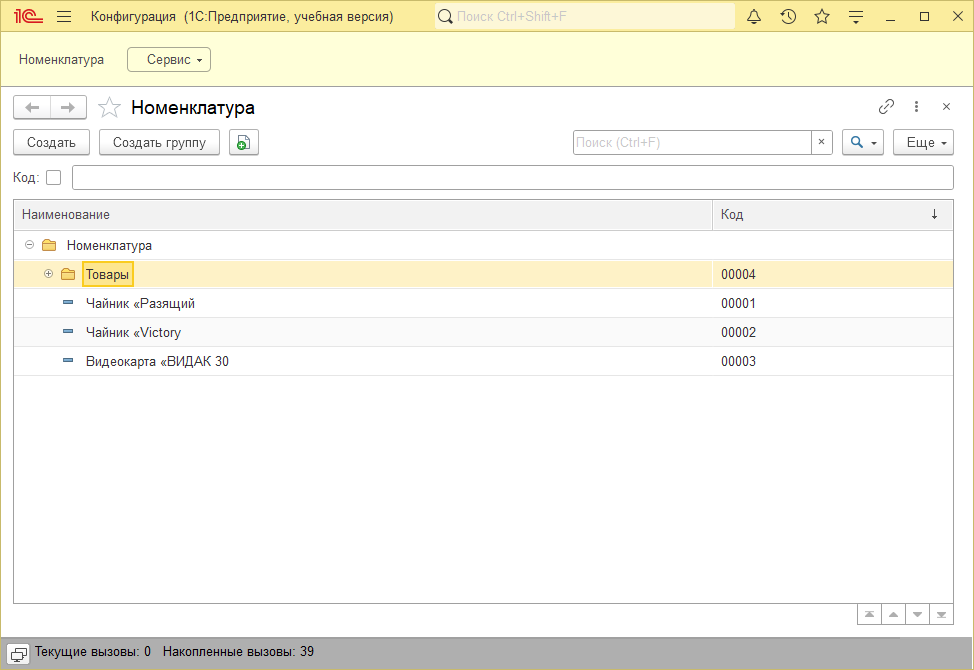 1С Конфигурация (1С:Предприятие, учебная версия) Поиск Ctrl+Shift+F
Номенклатура Сервис
Номенклатура
Создать Создать группу Поиск (Ctrl+F) × Еще
Код:
Наименование Код ↓
Номенклатура
Товары 00004
Чайник «Разящий 00001
Чайник «Victory 00002
Видеокарта «ВИДАК 30 00003
Текущие вызовы: 0 Накопленные вызовы: 39